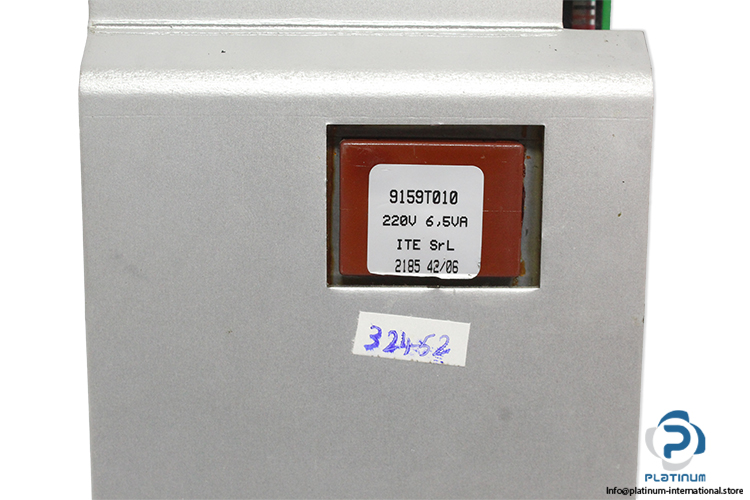 9159T010
220V 6,5VA
ITE SrL
2185 42/06
32452
PLATINUM
Info@platinum-international.store